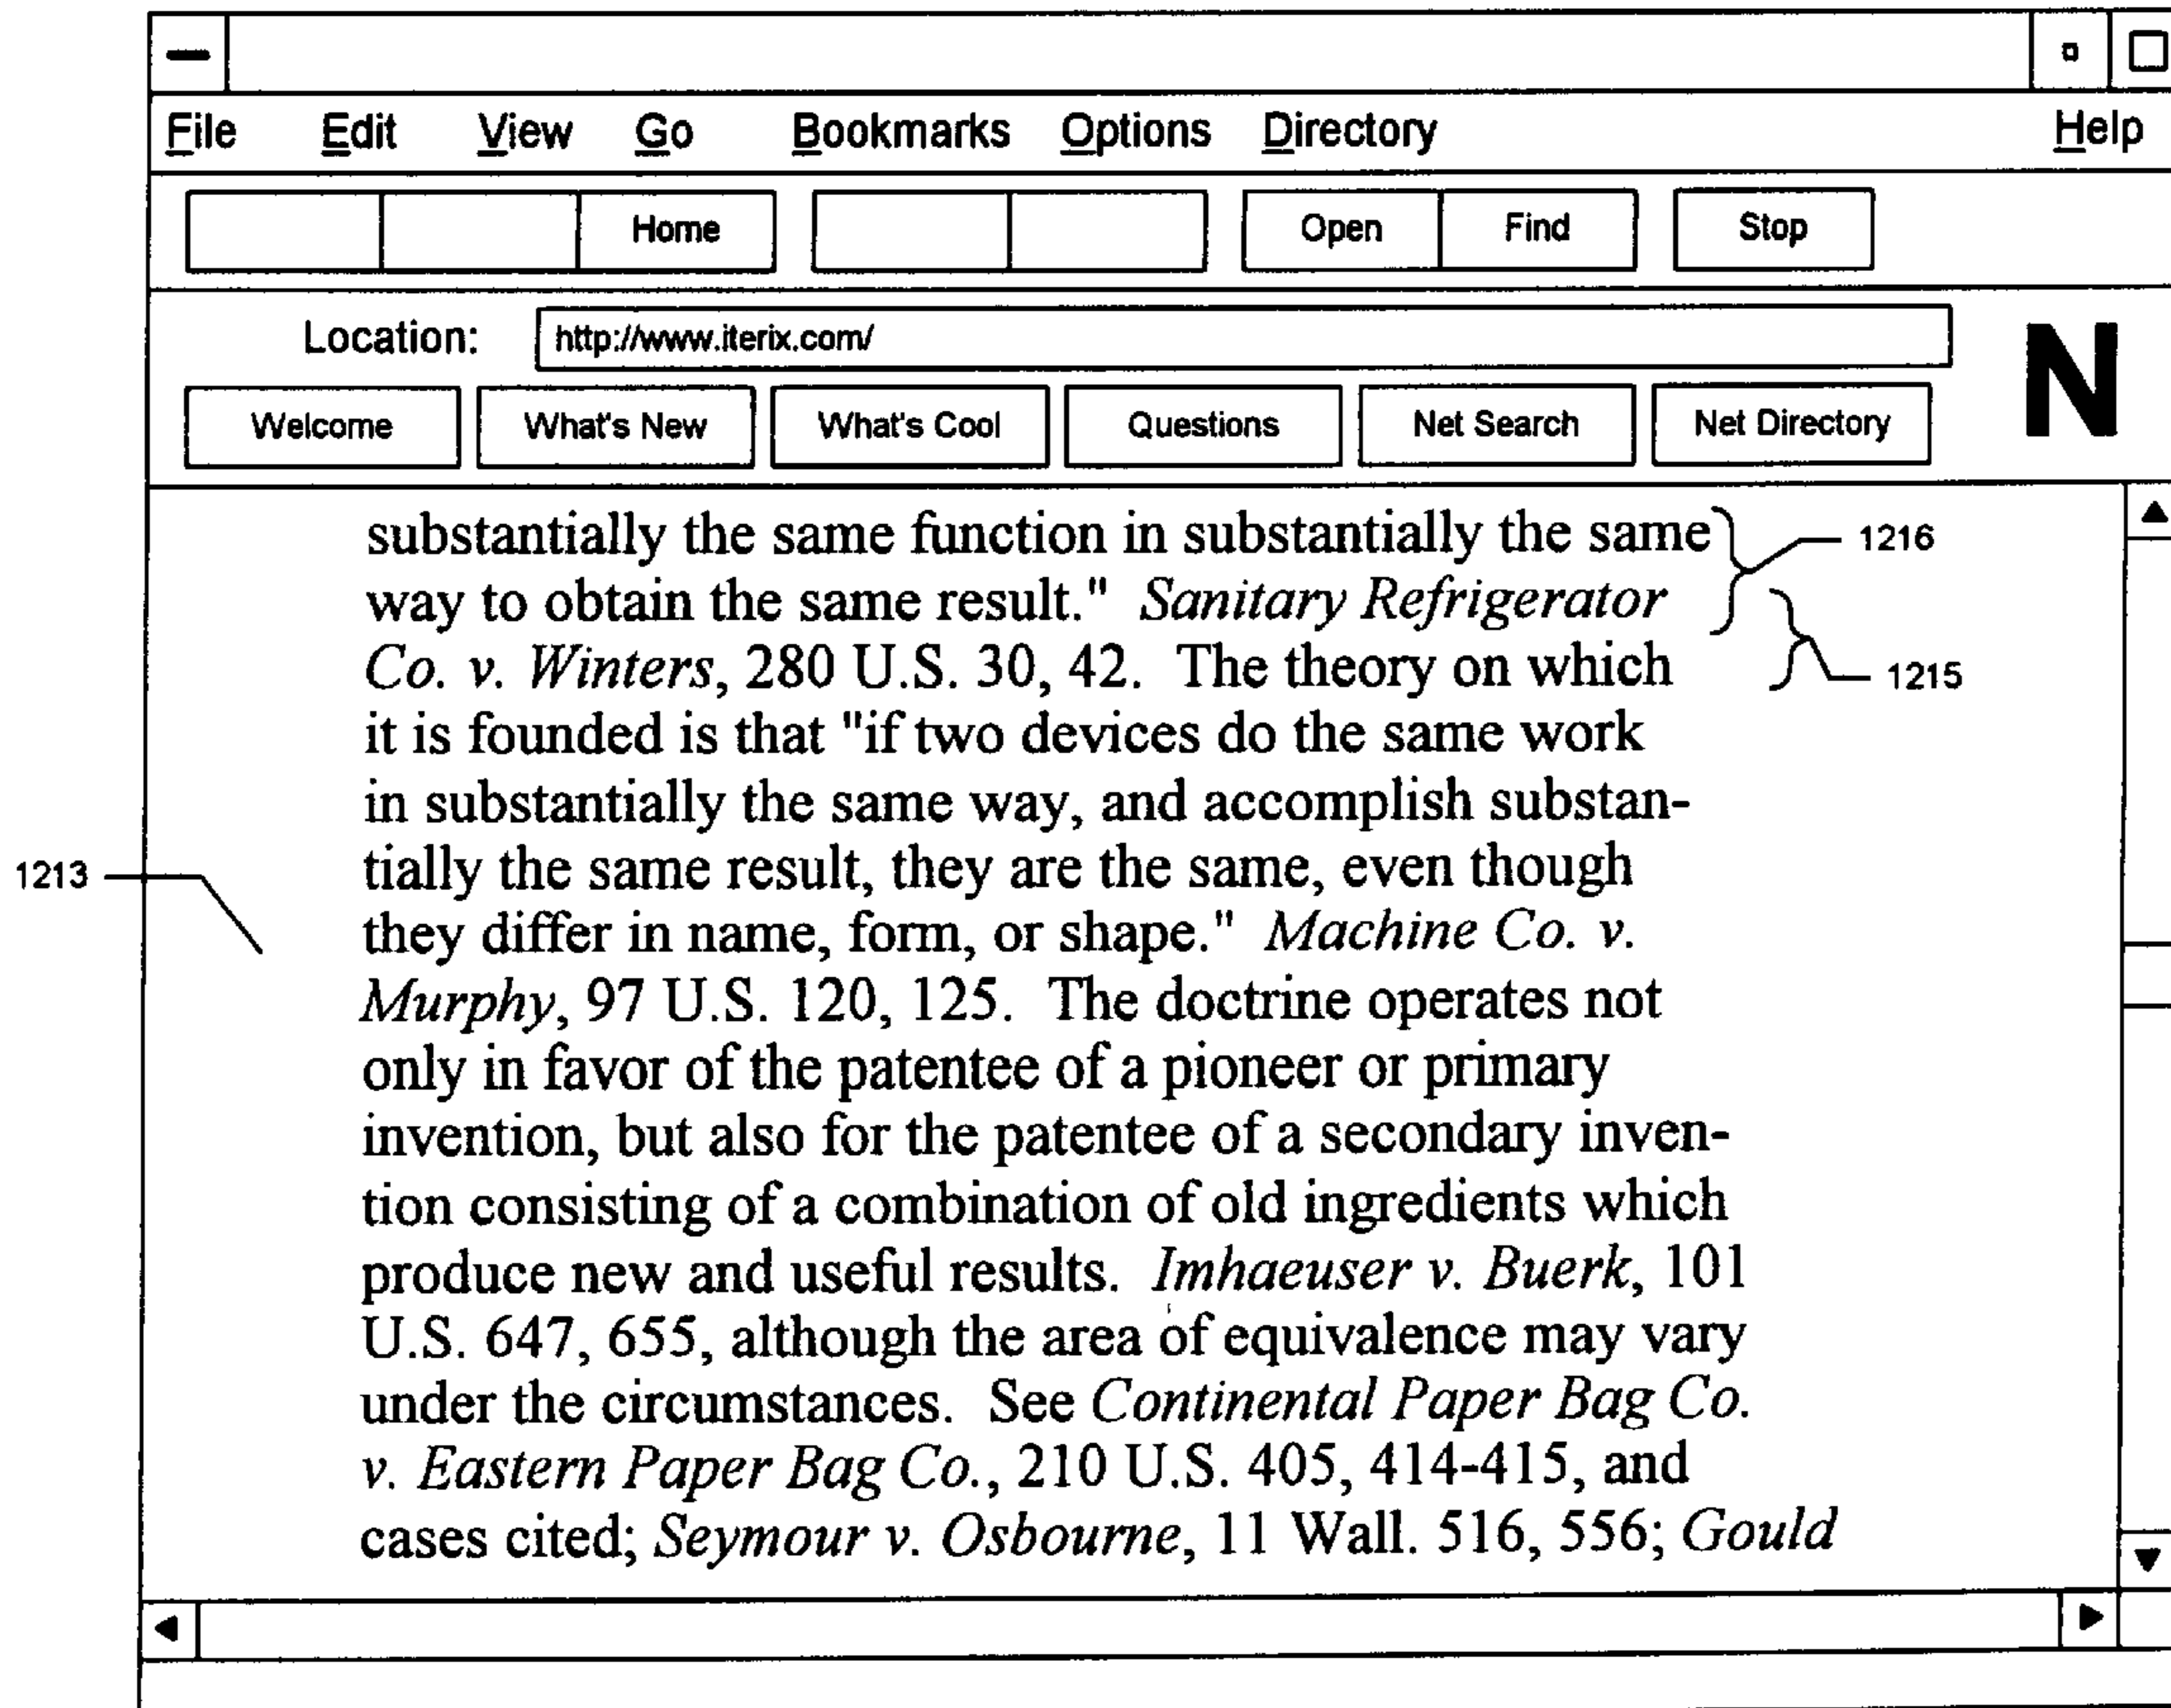 File Edit View Go Bookmarks Options Directory Help
Home Open Find Stop
Location: http://www.iterix.com/
N
Welcome What's New What's Cool Questions Net Search Net Directory
substantially the same function in substantially the same
1216
way to obtain the same result." Sanitary Refrigerator
Co. v. Winters, 280 U.S. 30, 42. The theory on which
1215
it is founded is that "if two devices do the same work
in substantially the same way, and accomplish substan-
tially the same result, they are the same, even though
1213
they differ in name, form, or shape." Machine Co. v.
Murphy, 97 U.S. 120, 125. The doctrine operates not
only in favor of the patentee of a pioneer or primary
invention, but also for the patentee of a secondary inven-
tion consisting of a combination of old ingredients which
produce new and useful results. Imhaeuser v. Buerk, 101
U.S. 647, 655, although the area of equivalence may vary
under the circumstances. See Continental Paper Bag Co.
v. Eastern Paper Bag Co., 210 U.S. 405, 414-415, and
cases cited; Seymour v. Osbourne, 11 Wall. 516, 556; Gould